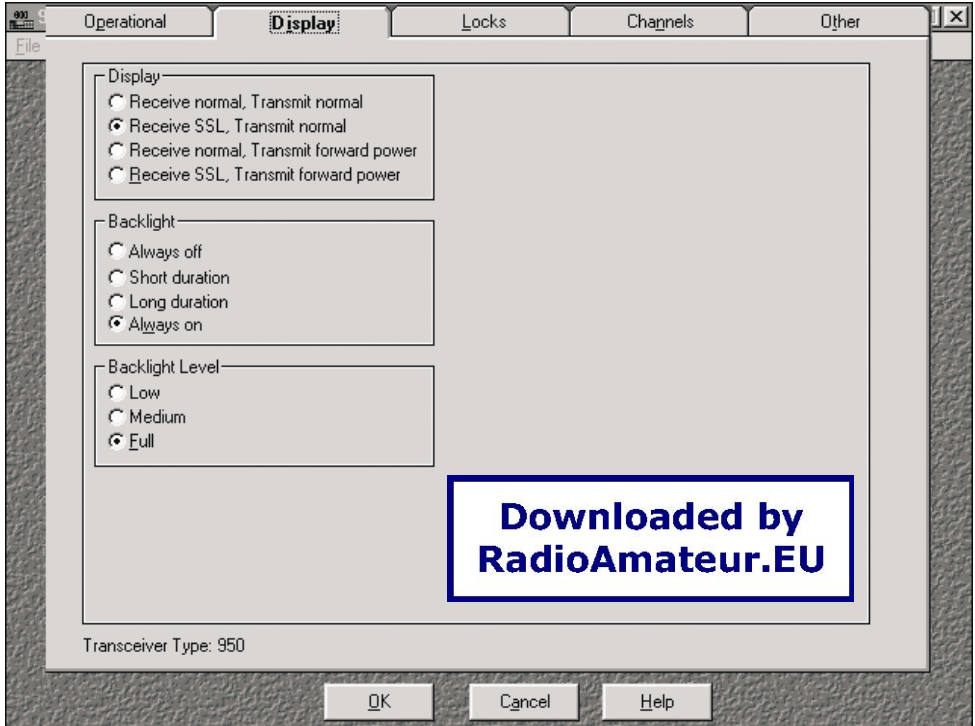 Operational Display Locks Channels Other
File
Display
Receive normal, Transmit normal
Receive SSL, Transmit normal
Receive normal, Transmit forward power
Receive SSL, Transmit forward power
Backlight
Always off
Short duration
Long duration
Always on
Backlight Level
Low
Medium
Full
Downloaded by
RadioAmateur.EU
Transceiver Type: 950
OK Cancel Help